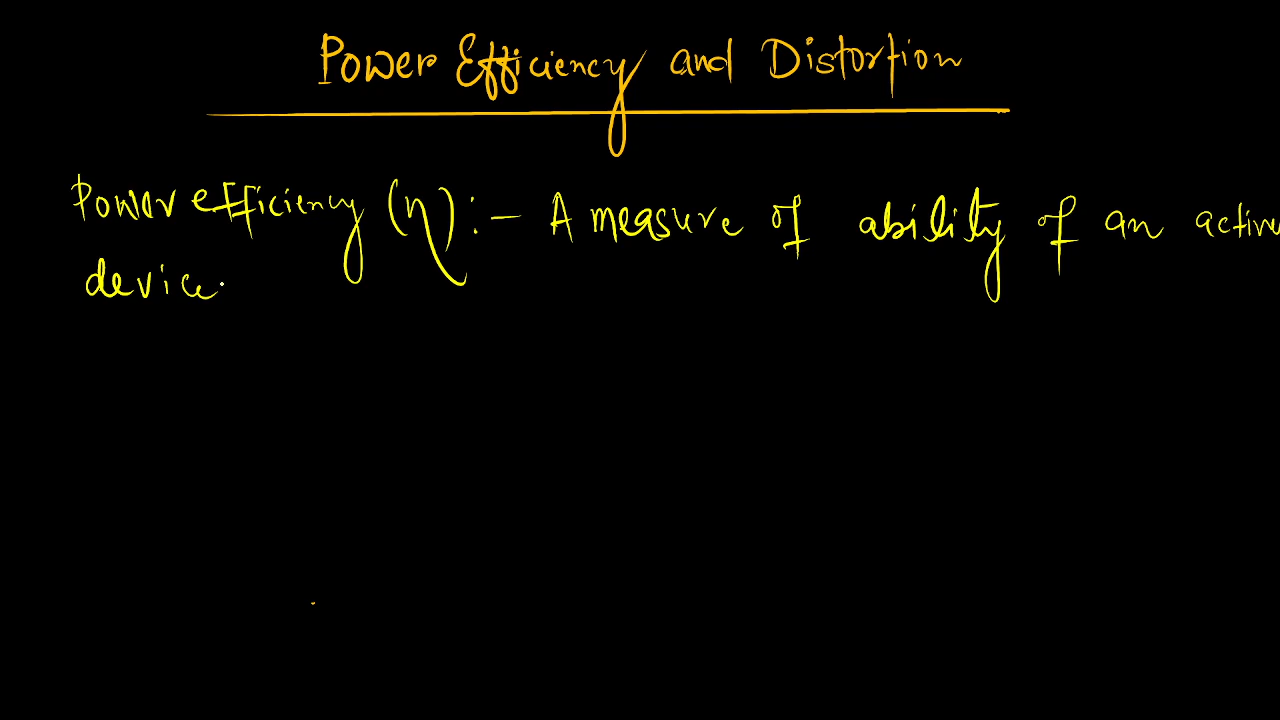 Power Efficiency and Distortion
Power efficiency (η):- A measure of ability of an active
device.